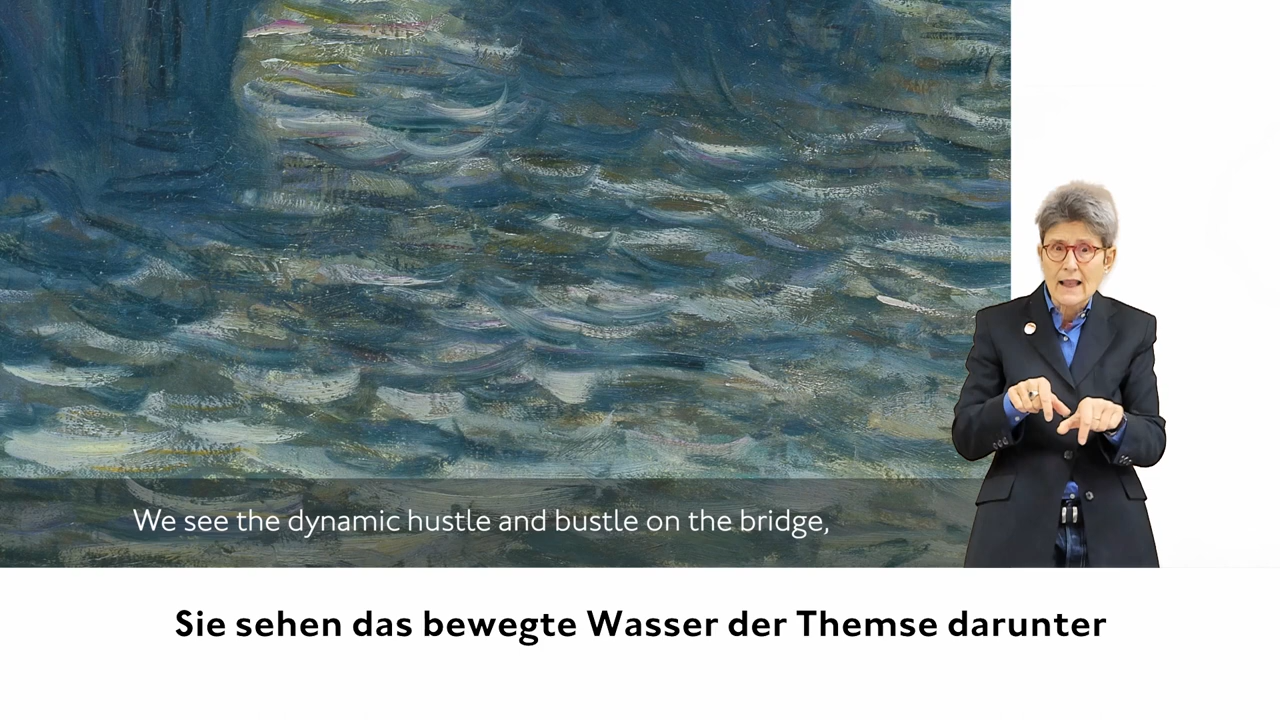 We see the dynamic hustle and bustle on the bridge,
Sie sehen das bewegte Wasser der Themse darunter